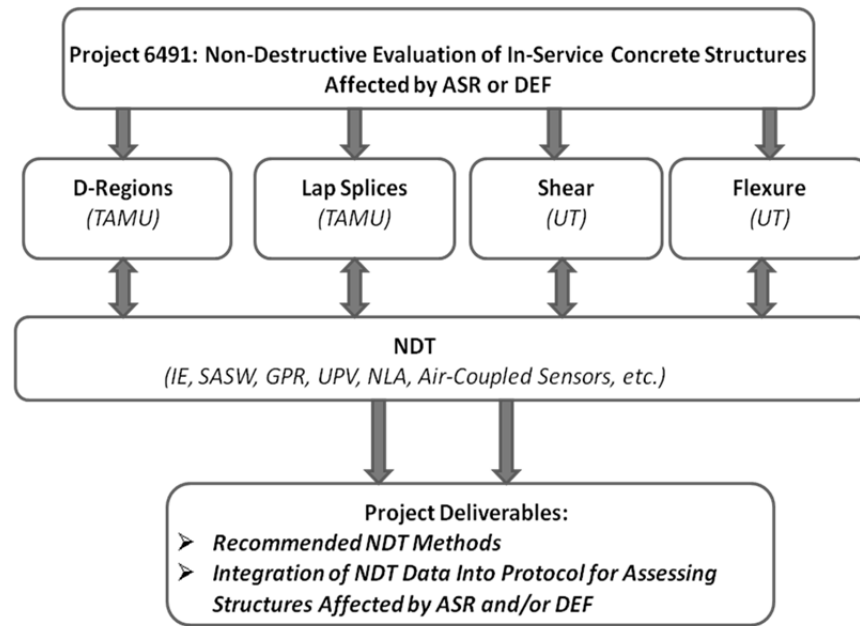 Project 6491: Non-Destructive Evaluation of In-Service Concrete Structures
Affected by ASR or DEF
D-Regions
(TAMU)
Lap Splices
(TAMU)
Shear
(UT)
Flexure
(UT)
NDT
(IE, SASW, GPR, UPV, NLA, Air-Coupled Sensors, etc.)
Project Deliverables:
➤ Recommended NDT Methods
➤ Integration of NDT Data Into Protocol for Assessing
Structures Affected by ASR and/or DEF